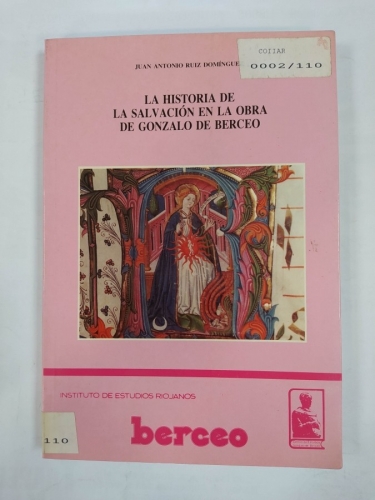 COIIAR
0002/110
JUAN ANTONIO RUIZ DOMÍNGUE
LA HISTORIA DE
LA SALVACIÓN EN LA OBRA
DE GONZALO DE BERCEO
INSTITUTO DE ESTUDIOS RIOJANOS
110
berceo